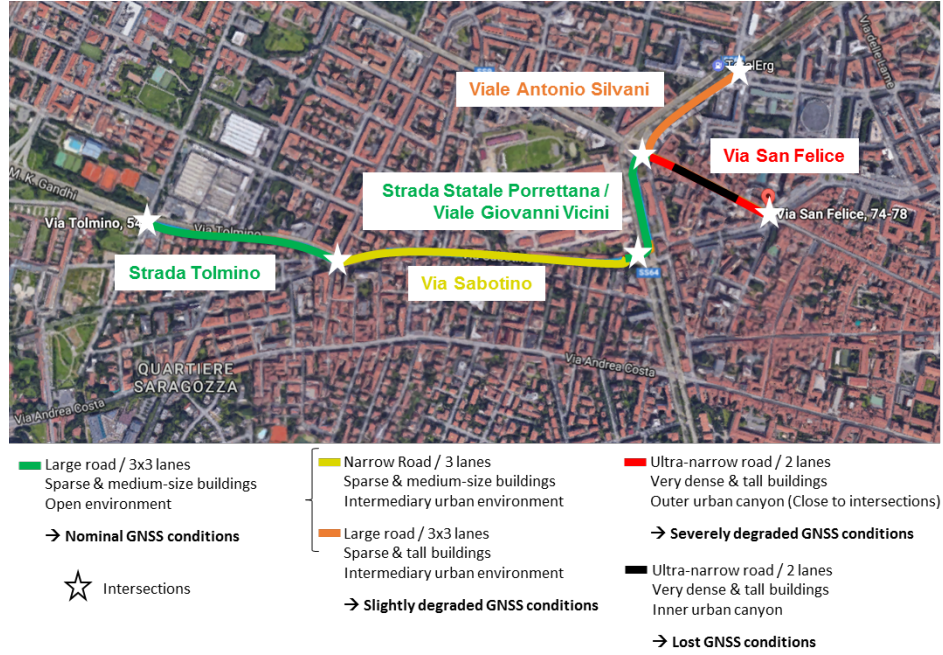 TotalErg
Via delle Lame
Viale Antonio Silvani
Via San Felice
M. K. Gandhi
Strada Statale Porrettana /
Viale Giovanni Vicini
Via Tolmino, 54
Via Tolmino
Via San Felice, 74-78
Strada Tolmino
Via Sabotino
SS64
QUARTIERE
SARAGOZZA
Via Andrea Costa
Via Andrea Costa
Large road / 3x3 lanes
Sparse & medium-size buildings
Open environment
→ Nominal GNSS conditions
Intersections
Narrow Road / 3 lanes
Sparse & medium-size buildings
Intermediary urban environment
Large road / 3x3 lanes
Sparse & tall buildings
Intermediary urban environment
→ Slightly degraded GNSS conditions
Ultra-narrow road / 2 lanes
Very dense & tall buildings
Outer urban canyon (Close to intersections)
→ Severely degraded GNSS conditions
Ultra-narrow road / 2 lanes
Very dense & tall buildings
Inner urban canyon
→ Lost GNSS conditions